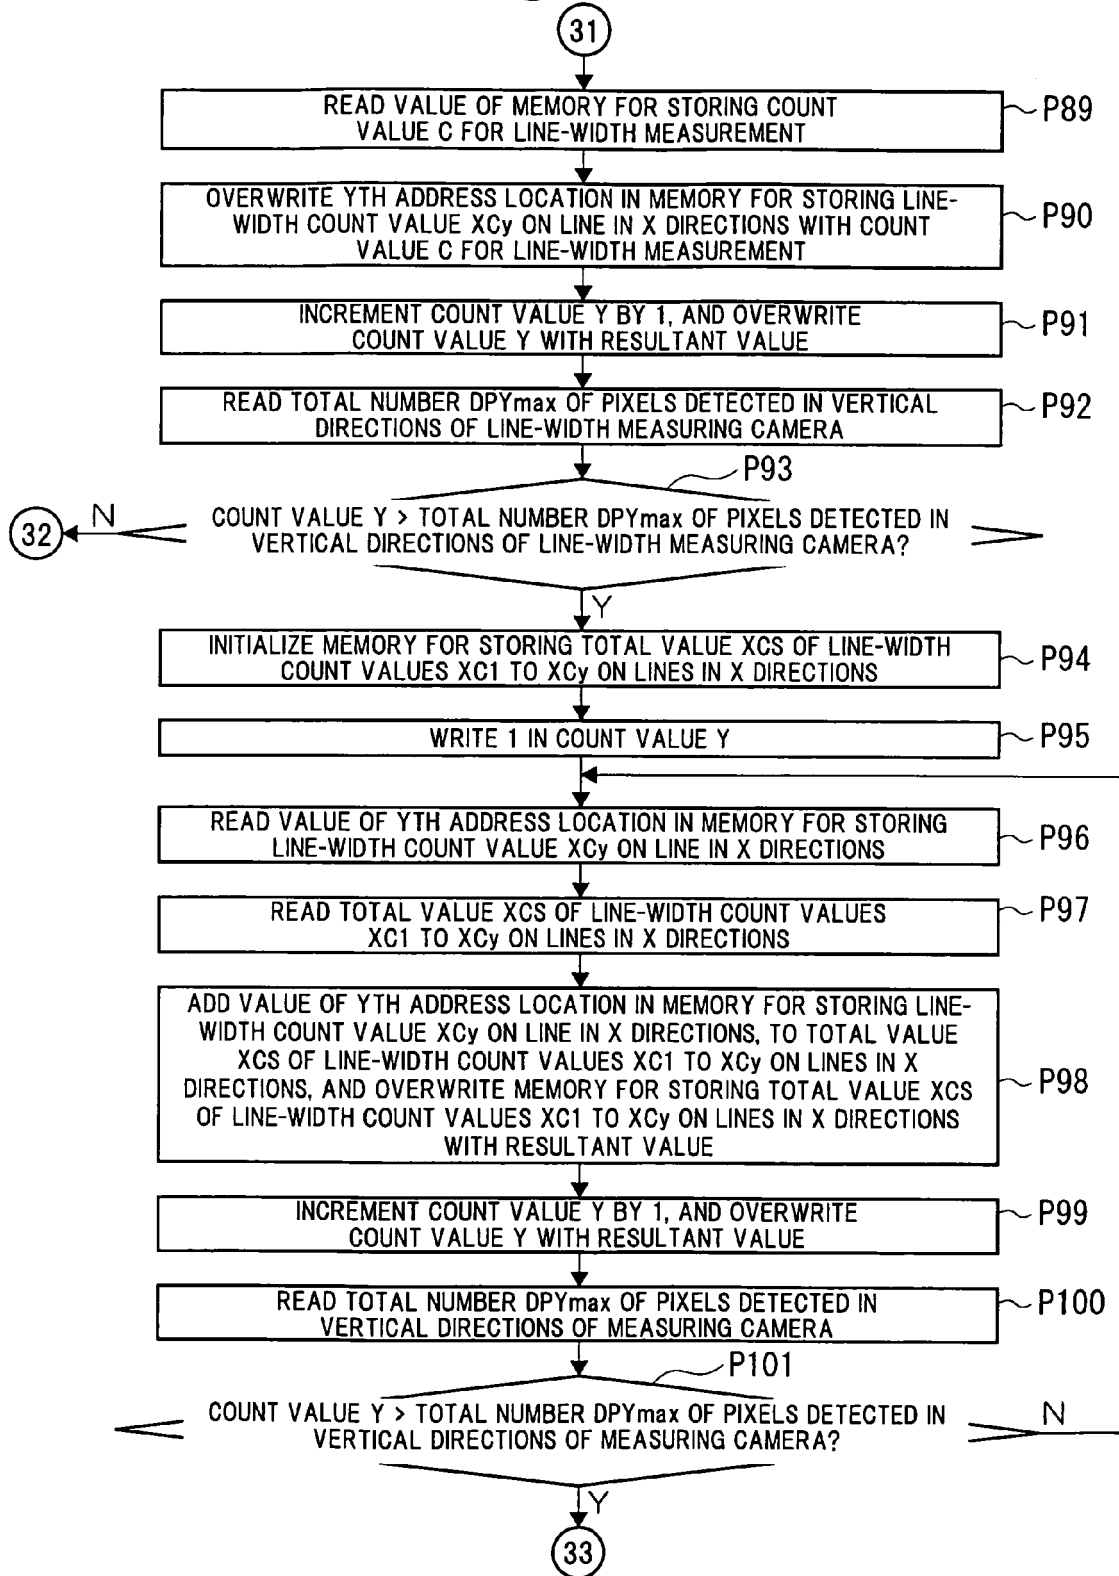 31
READ VALUE OF MEMORY FOR STORING COUNT
VALUE C FOR LINE-WIDTH MEASUREMENT
P89
OVERWRITE YTH ADDRESS LOCATION IN MEMORY FOR STORING LINE-
WIDTH COUNT VALUE XCy ON LINE IN X DIRECTIONS WITH COUNT
VALUE C FOR LINE-WIDTH MEASUREMENT
P90
INCREMENT COUNT VALUE Y BY 1, AND OVERWRITE
COUNT VALUE Y WITH RESULTANT VALUE
P91
READ TOTAL NUMBER DPYmax OF PIXELS DETECTED IN VERTICAL
DIRECTIONS OF LINE-WIDTH MEASURING CAMERA
P92
P93
32
N
COUNT VALUE Y > TOTAL NUMBER DPYmax OF PIXELS DETECTED IN
VERTICAL DIRECTIONS OF LINE-WIDTH MEASURING CAMERA?
Y
INITIALIZE MEMORY FOR STORING TOTAL VALUE XCS OF LINE-WIDTH
COUNT VALUES XC1 TO XCy ON LINES IN X DIRECTIONS
P94
WRITE 1 IN COUNT VALUE Y
P95
READ VALUE OF YTH ADDRESS LOCATION IN MEMORY FOR STORING
LINE-WIDTH COUNT VALUE XCy ON LINE IN X DIRECTIONS
P96
READ TOTAL VALUE XCS OF LINE-WIDTH COUNT VALUES
XC1 TO XCy ON LINES IN X DIRECTIONS
P97
ADD VALUE OF YTH ADDRESS LOCATION IN MEMORY FOR STORING LINE-
WIDTH COUNT VALUE XCy ON LINE IN X DIRECTIONS, TO TOTAL VALUE
XCS OF LINE-WIDTH COUNT VALUES XC1 TO XCy ON LINES IN X
DIRECTIONS, AND OVERWRITE MEMORY FOR STORING TOTAL VALUE XCS
OF LINE-WIDTH COUNT VALUES XC1 TO XCy ON LINES IN X DIRECTIONS
WITH RESULTANT VALUE
P98
INCREMENT COUNT VALUE Y BY 1, AND OVERWRITE
COUNT VALUE Y WITH RESULTANT VALUE
P99
READ TOTAL NUMBER DPYmax OF PIXELS DETECTED IN
VERTICAL DIRECTIONS OF MEASURING CAMERA
P100
P101
COUNT VALUE Y > TOTAL NUMBER DPYmax OF PIXELS DETECTED IN
VERTICAL DIRECTIONS OF MEASURING CAMERA?
N
Y
33